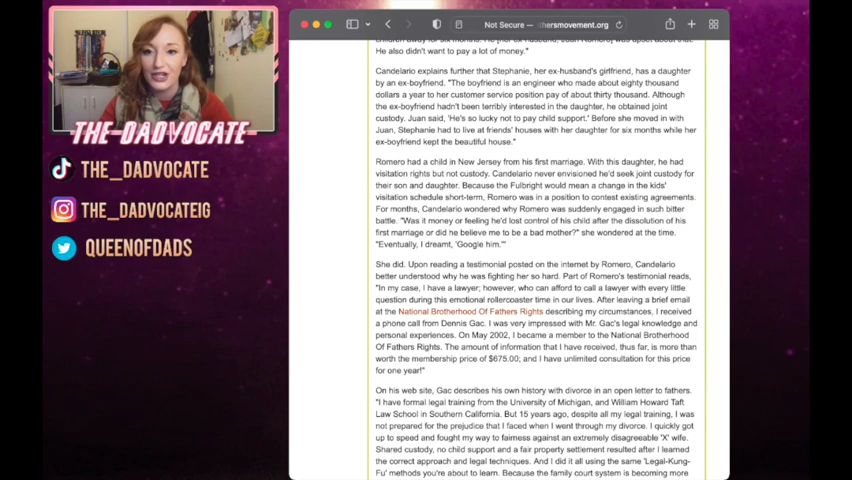 THE-DADVOCATE
THE__DADVOCATE
THE_DADVOCATEIG
QUEENOFDADS
Not Secure — thersmovement.org
He also didn't want to pay a lot of money."
Candelario explains further that Stephanie, her ex-husband's girlfriend, has a daughter
by an ex-boyfriend. "The boyfriend is an engineer who made about eighty thousand
dollars a year to her customer service position pay of about thirty thousand. Although
the ex-boyfriend hadn't been terribly interested in the daughter, he obtained joint
custody. Juan said, 'He's so lucky not to pay child support.' Before she moved in with
Juan, Stephanie had to live at friends' houses with her daughter for six months while her
ex-boyfriend kept the beautiful house."
Romero had a child in New Jersey from his first marriage. With this daughter, he had
visitation rights but not custody. Candelario never envisioned he'd seek joint custody for
their son and daughter. Because the Fulbright would mean a change in the kids'
visitation schedule short-term, Romero was in a position to contest existing agreements.
For months, Candelario wondered why Romero was suddenly engaged in such bitter
battle. "Was it money or feeling he'd lost control of his child after the dissolution of his
first marriage or did he believe me to be a bad mother?" she wondered at the time.
"Eventually, I dreamt, 'Google him.'"
She did. Upon reading a testimonial posted on the internet by Romero, Candelario
better understood why he was fighting her so hard. Part of Romero's testimonial reads,
"In my case, I have a lawyer; however, who can afford to call a lawyer with every little
question during this emotional rollercoaster time in our lives. After leaving a brief email
at the National Brotherhood Of Fathers Rights describing my circumstances, I received
a phone call from Dennis Gac. I was very impressed with Mr. Gac's legal knowledge and
personal experiences. On May 2002, I became a member to the National Brotherhood
Of Fathers Rights. The amount of information that I have received, thus far, is more than
worth the membership price of $675.00; and I have unlimited consultation for this price
for one year!"
On his web site, Gac describes his own history with divorce in an open letter to fathers.
"I have formal legal training from the University of Michigan, and William Howard Taft
Law School in Southern California. But 15 years ago, despite all my legal training, I was
not prepared for the prejudice that I faced when I went through my divorce. I quickly got
up to speed and fought my way to fairness against an extremely disagreeable 'X' wife.
Shared custody, no child support and a fair property settlement resulted after I learned
the correct approach and legal techniques. And I did it all using the same 'Legal-Kung-
Fu' methods you're about to learn. Because the family court system is becoming more